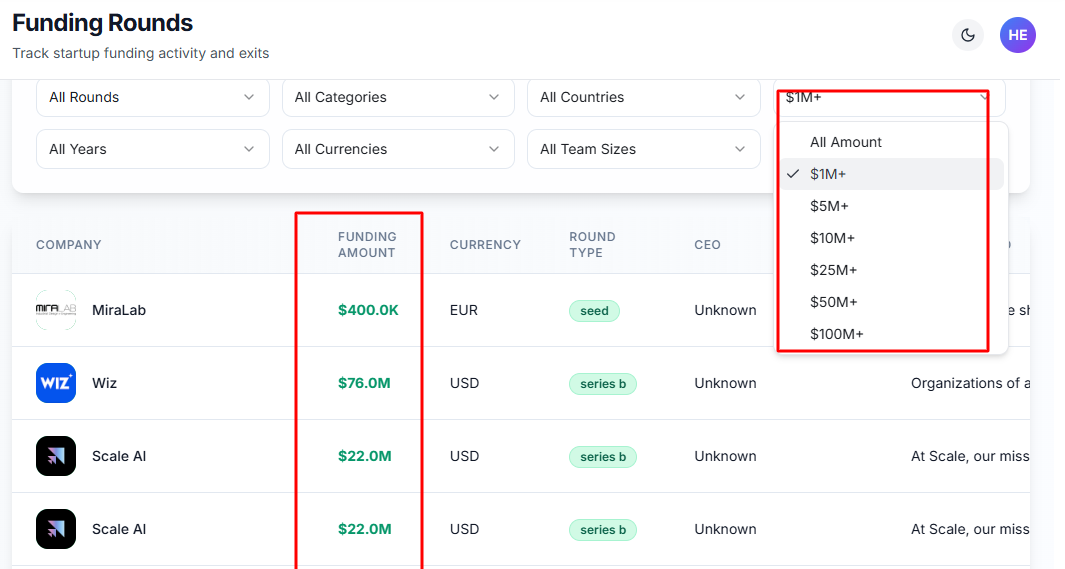 Funding Rounds
Track startup funding activity and exits
HE
All Rounds
All Categories
All Countries
$1M+
All Years
All Currencies
All Team Sizes
All Amount
$1M+
$5M+
$10M+
$25M+
$50M+
$100M+
COMPANY
FUNDING
AMOUNT
CURRENCY
ROUND
TYPE
CEO
MIRALAB
MiraLab
$400.0K
EUR
seed
Unknown
WIZ
Wiz
$76.0M
USD
series b
Unknown
Organizations of a
Scale AI
$22.0M
USD
series b
Unknown
At Scale, our miss
Scale AI
$22.0M
USD
series b
Unknown
At Scale, our miss